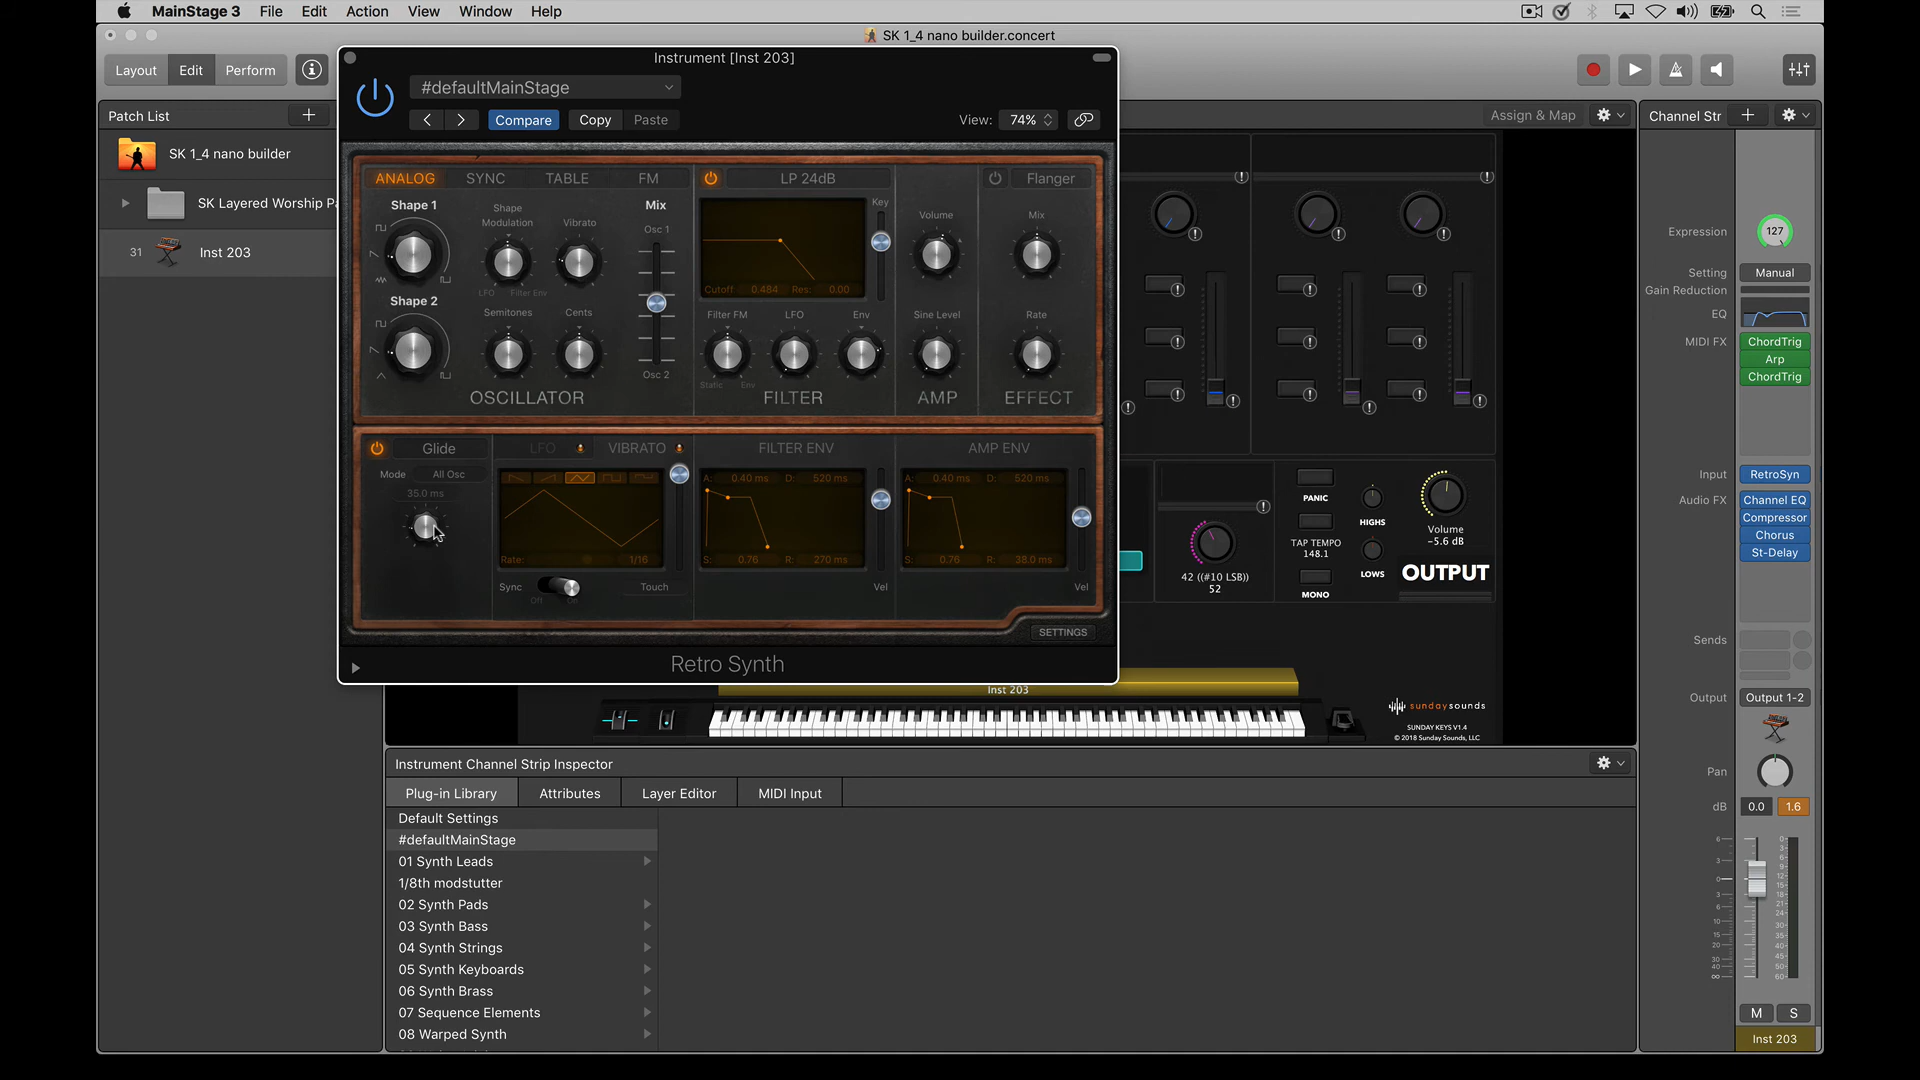 MainStage 3 File Edit Action View Window Help
SK 1_4 nano builder.concert
Layout Edit Perform
Patch List
SK 1_4 nano builder
SK Layered Worship Pa
31 Inst 203
Instrument [Inst 203]
#defaultMainStage
Compare Copy Paste View: 74%
ANALOG SYNC TABLE FM
Shape 1
Shape Modulation
Vibrato
Mix
Osc 1
LFO Filter Env
Shape 2
Semitones
Cents
Osc 2
OSCILLATOR
LP 24dB
Key
Cutoff 0.484 Res: 0.00
Filter FM LFO Env
Static Env
FILTER
Volume
Sine Level
AMP
Flanger
Mix
Rate
EFFECT
Glide
Mode All Osc
35.0 ms
LFO VIBRATO
Rate: 1/16
Sync
Off On
Touch
FILTER ENV
A: 0.40 ms D: 520 ms
S: 0.76 R: 270 ms
Vel
AMP ENV
A: 0.40 ms D: 520 ms
S: 0.76 R: 38.0 ms
Vel
SETTINGS
Retro Synth
Assign & Map
42 ((#10 LSB))
52
PANIC
TAP TEMPO
148.1
MONO
HIGHS
LOWS
Volume
-5.6 dB
OUTPUT
Inst 203
sundaysounds
SUNDAY KEYS V1.4
© 2018 Sunday Sounds, LLC
Channel Str
Expression 127
Setting Manual
Gain Reduction
EQ
MIDI FX ChordTrig
Arp
ChordTrig
Input RetroSyn
Audio FX Channel EQ
Compressor
Chorus
St-Delay
Sends
Output Output 1-2
Pan
dB 0.0 1.6
M S
Inst 203
Instrument Channel Strip Inspector
Plug-in Library Attributes Layer Editor MIDI Input
Default Settings
#defaultMainStage
01 Synth Leads
1/8th modstutter
02 Synth Pads
03 Synth Bass
04 Synth Strings
05 Synth Keyboards
06 Synth Brass
07 Sequence Elements
08 Warped Synth